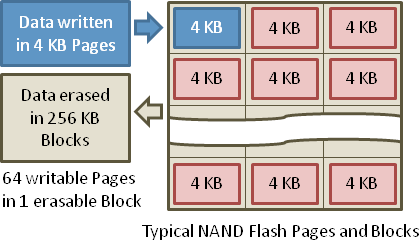 Data written
in 4 KB Pages
4 KB 4 KB 4 KB
Data erased
in 256 KB
Blocks
4 KB 4 KB 4 KB
64 writable Pages
in 1 erasable Block
4 KB 4 KB 4 KB
Typical NAND Flash Pages and Blocks